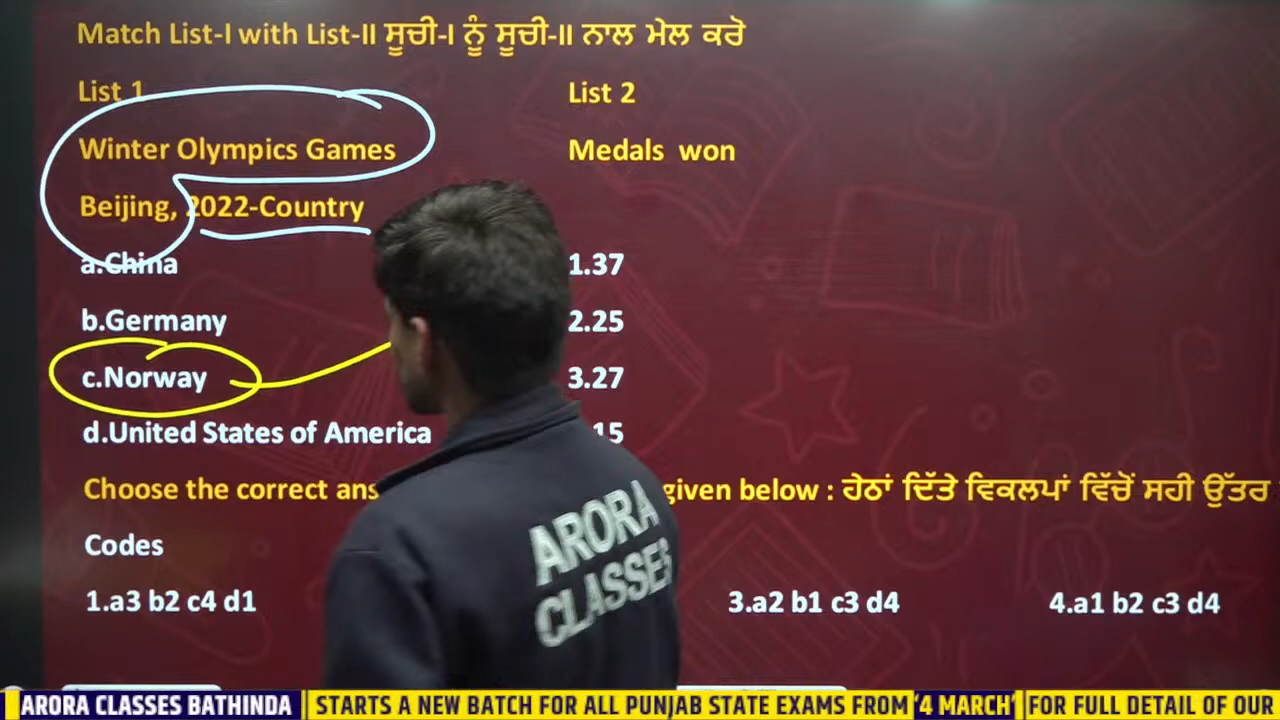 Match List-I with List-II ਸੂਚੀ-I ਨੂੰ ਸੂਚੀ-II ਨਾਲ ਮੇਲ ਕਰੋ
List 1 List 2
Winter Olympics Games Medals won
Beijing, 2022-Country
a.China 1.37
b.Germany 2.25
c.Norway 3.27
d.United States of America 15
Choose the correct given below : ਹੇਠਾਂ ਦਿੱਤੇ ਵਿਕਲਪਾਂ ਵਿੱਚੋਂ ਸਹੀ ਉੱਤਰ
Codes
1.a3 b2 c4 d1 3.a2 b1 c3 d4 4.a1 b2 c3 d4
ARORA
CLASSES
ARORA CLASSES BATHINDA STARTS A NEW BATCH FOR ALL PUNJAB STATE EXAMS FROM ‘4 MARCH’ FOR FULL DETAIL OF OUR